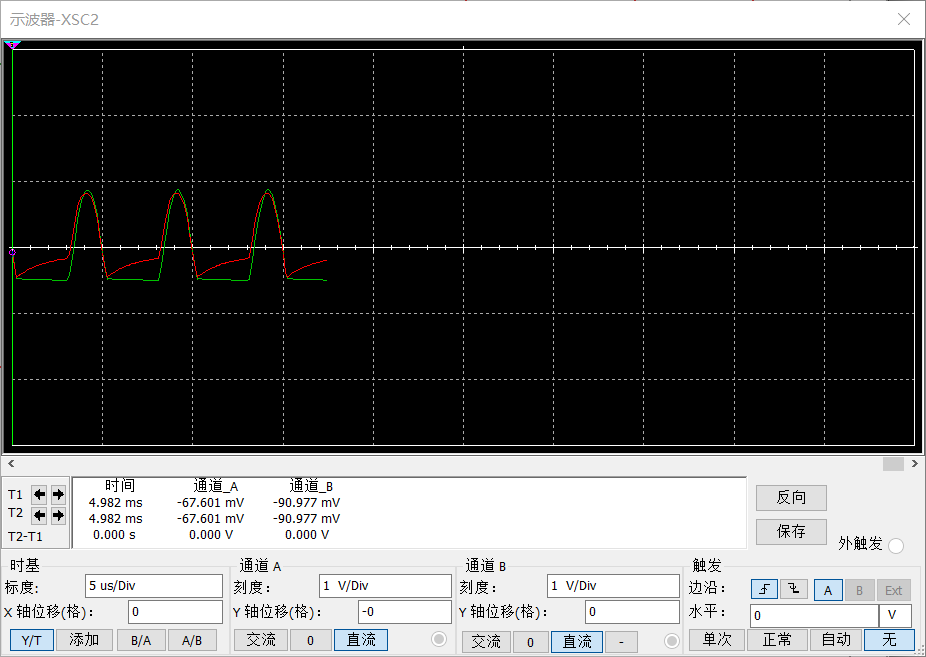 示波器-XSC2
时间 通道_A 通道_B
T1 4.982 ms -67.601 mV -90.977 mV
T2 4.982 ms -67.601 mV -90.977 mV
T2-T1 0.000 s 0.000 V 0.000 V
反向
保存
外触发
时基 通道 A 通道 B 触发
标度: 5 us/Div 刻度: 1 V/Div 刻度: 1 V/Div 边沿: A B Ext
X 轴位移(格): 0 Y 轴位移(格): -0 Y 轴位移(格): 0 水平: 0 V
Y/T 添加 B/A A/B 交流 0 直流 交流 0 直流 - 单次 正常 自动 无